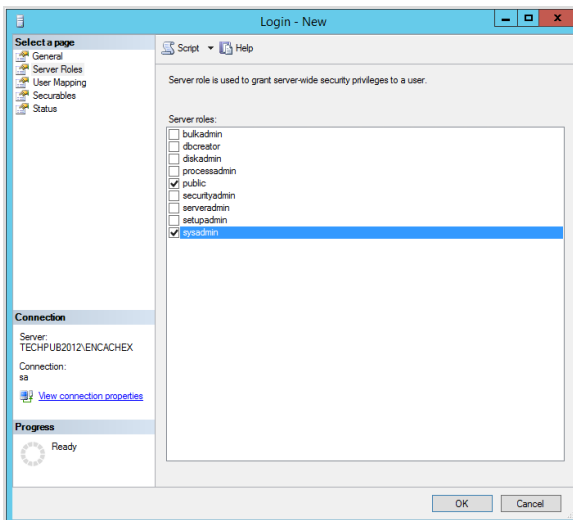 Login - New
Select a page
General
Server Roles
User Mapping
Securables
Status
Script
Help
Server role is used to grant server-wide security privileges to a user.
Server roles:
bulkadmin
dbcreator
diskadmin
processadmin
public
securityadmin
serveradmin
setupadmin
sysadmin
Connection
Server:
TECHPUB2012\ENCACHEX
Connection:
sa
View connection properties
Progress
Ready
OK
Cancel